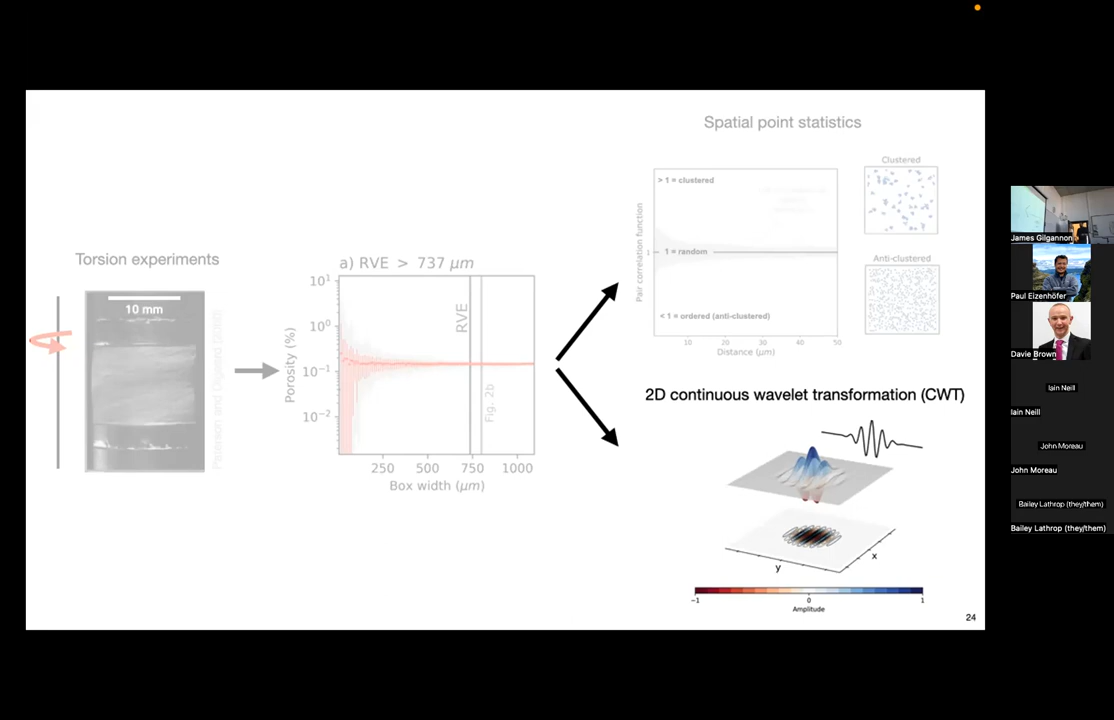 Spatial point statistics
Clustered
> 1 = clustered
Pair correlation function
1
1 = random
Anti-clustered
< 1 = ordered (anti-clustered)
10
20
30
40
50
Distance (μm)
Torsion experiments
10 mm
a) RVE > 737 μm
Porosity (%)
10¹
10⁰
10⁻¹
10⁻²
RVE
Fig. 2b
250
500
750
1000
Box width (μm)
2D continuous wavelet transformation (CWT)
y
x
−1
0
1
Amplitude
24
James Gilgannon
Paul Eizenhöfer
Davie Brown
Iain Neill
Iain Neill
John Moreau
John Moreau
Bailey Lathrop (they/them)
Bailey Lathrop (they/them)